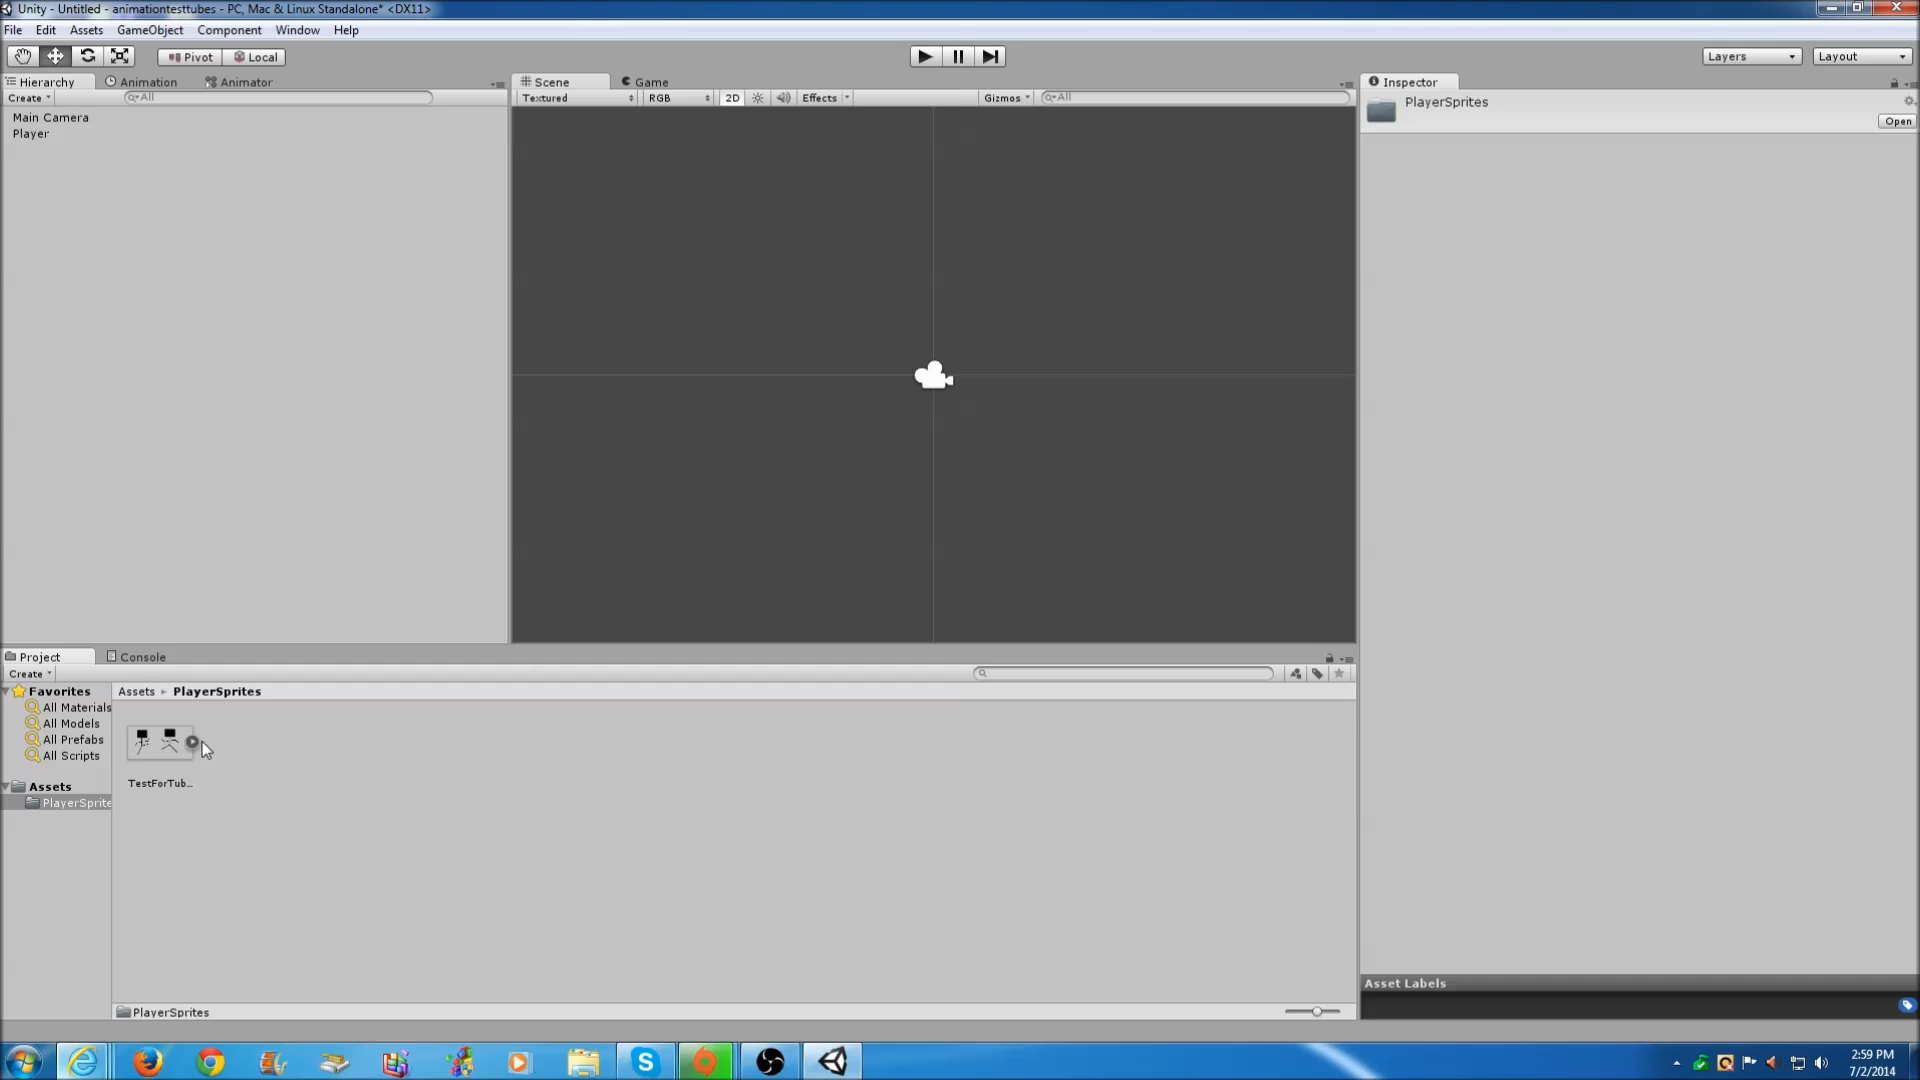 Unity - Untitled - animationtesttubes - PC, Mac & Linux Standalone* <DX11>
File Edit Assets GameObject Component Window Help
Pivot Local Layers Layout
Hierarchy Animation Animator Scene Game Inspector
Create All Textured RGB 2D Effects Gizmos All PlayerSprites
Open
Main Camera
Player
Project Console
Create
Favorites Assets PlayerSprites
All Materials
All Models
All Prefabs
All Scripts
TestForTub...
Assets
PlayerSprite
Asset Labels
PlayerSprites
2:59 PM
7/2/2014